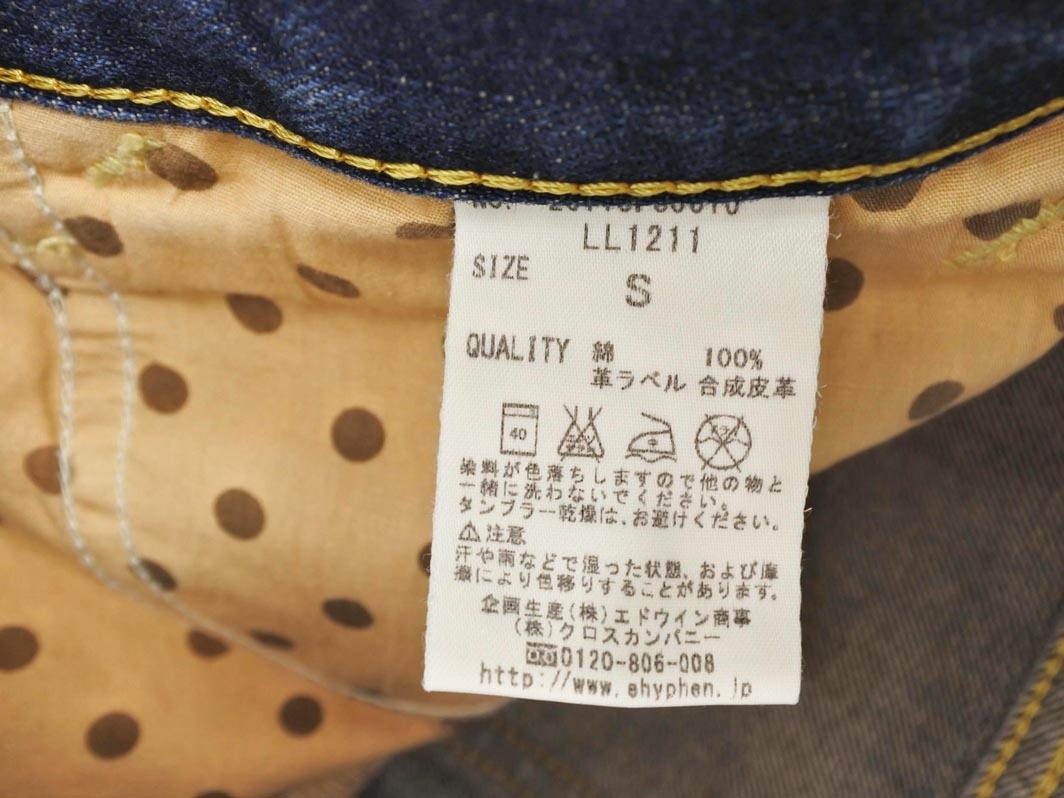 LL1211
SIZE
S
QUALITY 綿 100%
革ラベル 合成皮革
40
染料が色落ちしますので他の物と
一緒に洗わないでください。
タンブラー乾燥は、お避けください。
⚠注意
汗や雨などで湿った状態、および摩
擦により色移りすることがあります。
企画生産(株)エドウイン商事
(株)クロスカンパニー
0120-806-008
http://www.ehyphen.jp